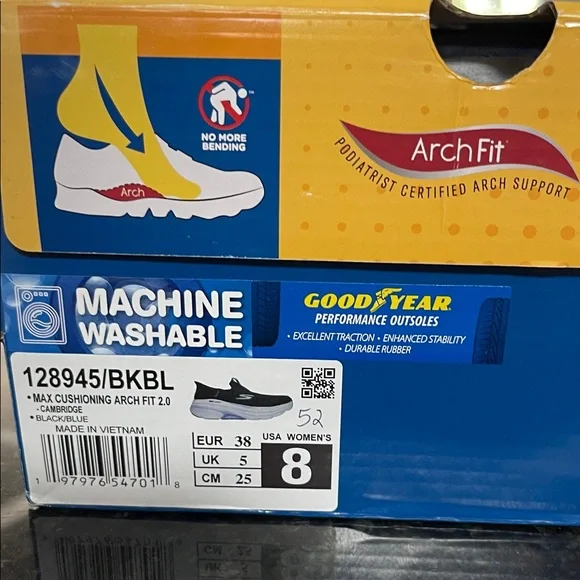 NO MORE
BENDING
Arch
Arch Fit
PODIATRIST CERTIFIED ARCH SUPPORT
MACHINE
WASHABLE
GOODYEAR
PERFORMANCE OUTSOLES
• EXCELLENT TRACTION • ENHANCED STABILITY
• DURABLE RUBBER
128945/BKBL
• MAX CUSHIONING ARCH FIT 2.0
- CAMBRIDGE
• BLACK/BLUE
MADE IN VIETNAM
52
EUR 38
UK 5
CM 25
USA WOMEN'S
8
1 97976 54701 8